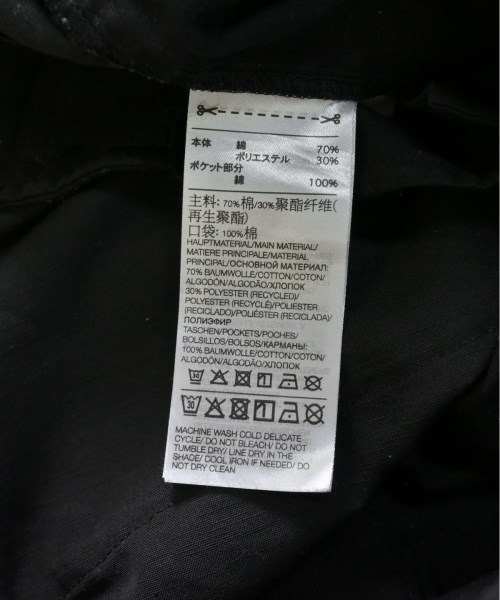 本体 綿 70%
ポリエステル 30%
ポケット部分
綿 100%
主料: 70%棉/30%聚酯纤维(
再生聚酯)
口袋: 100%棉
HAUPTMATERIAL/MAIN MATERIAL/
MATIERE PRINCIPALE/MATERIAL
PRINCIPAL/ОСНОВНОЙ МАТЕРИАЛ:
70% BAUMWOLLE/COTTON/COTON/
ALGODÓN/ALGODÃO/ХЛОПОК
30% POLYESTER (RECYCLED)/
POLYESTER (RECYCLÉ)/POLIESTER
(RECICLADO)/POLIÉSTER (RECICLADA)/
ПОЛИЭФИР
TASCHEN/POCKETS/POCHES/
BOLSILLOS/BOLSOS/КАРМАНЫ:
100% BAUMWOLLE/COTTON/COTON/
ALGODÓN/ALGODÃO/ХЛОПОК
30
30
MACHINE WASH COLD DELICATE
CYCLE/ DO NOT BLEACH/ DO NOT
TUMBLE DRY/ LINE DRY IN THE
SHADE/ COOL IRON IF NEEDED/ DO
NOT DRY CLEAN